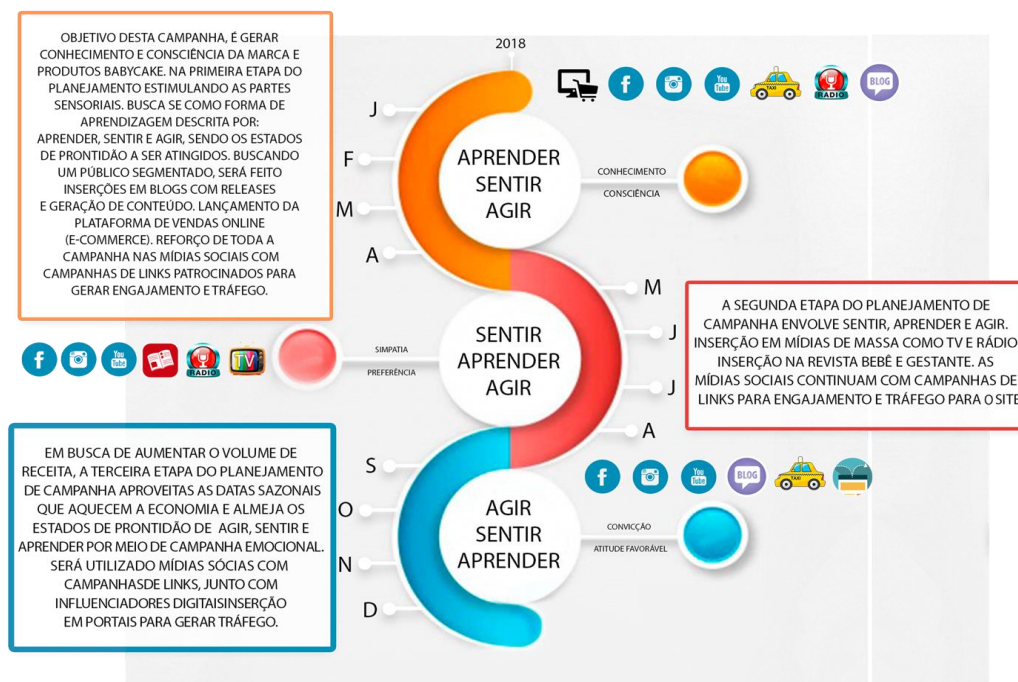 OBJETIVO DESTA CAMPANHA, É GERAR
CONHECIMENTO E CONSCIÊNCIA DA MARCA E
PRODUTOS BABYCAKE. NA PRIMEIRA ETAPA DO
PLANEJAMENTO ESTIMULANDO AS PARTES
SENSORIAIS. BUSCA SE COMO FORMA DE
APRENDIZAGEM DESCRITA POR:
APRENDER, SENTIR E AGIR, SENDO OS ESTADOS
DE PRONTIDÃO A SER ATINGIDOS. BUSCANDO
UM PÚBLICO SEGMENTADO, SERÁ FEITO
INSERÇÕES EM BLOGS COM RELEASES
E GERAÇÃO DE CONTEÚDO. LANÇAMENTO DA
PLATAFORMA DE VENDAS ONLINE
(E-COMMERCE). REFORÇO DE TODA A
CAMPANHA NAS MÍDIAS SOCIAIS COM
CAMPANHAS DE LINKS PATROCINADOS PARA
GERAR ENGAJAMENTO E TRÁFEGO.
2018
You Tube
TAXI
RADIO
BLOG
J
F
M
A
APRENDER
SENTIR
AGIR
CONHECIMENTO
CONSCIÊNCIA
M
J
J
A
A SEGUNDA ETAPA DO PLANEJAMENTO DE
CAMPANHA ENVOLVE SENTIR, APRENDER E AGIR.
INSERÇÃO EM MÍDIAS DE MASSA COMO TV E RÁDIO
INSERÇÃO NA REVISTA BEBÊ E GESTANTE. AS
MÍDIAS SOCIAIS CONTINUAM COM CAMPANHAS DE
LINKS PARA ENGAJAMENTO E TRÁFEGO PARA O SITE
You Tube
RADIO
TV
SIMPATIA
PREFERÊNCIA
SENTIR
APRENDER
AGIR
EM BUSCA DE AUMENTAR O VOLUME DE
RECEITA, A TERCEIRA ETAPA DO PLANEJAMENTO
DE CAMPANHA APROVEITAS AS DATAS SAZONAIS
QUE AQUECEM A ECONOMIA E ALMEJA OS
ESTADOS DE PRONTIDÃO DE AGIR, SENTIR E
APRENDER POR MEIO DE CAMPANHA EMOCIONAL.
SERÁ UTILIZADO MÍDIAS SÓCIAS COM
CAMPANHASDE LINKS, JUNTO COM
INFLUENCIADORES DIGITAISINSERÇÃO
EM PORTAIS PARA GERAR TRÁFEGO.
S
O
N
D
AGIR
SENTIR
APRENDER
You Tube
BLOG
TAXI
CONVICÇÃO
ATITUDE FAVORÁVEL